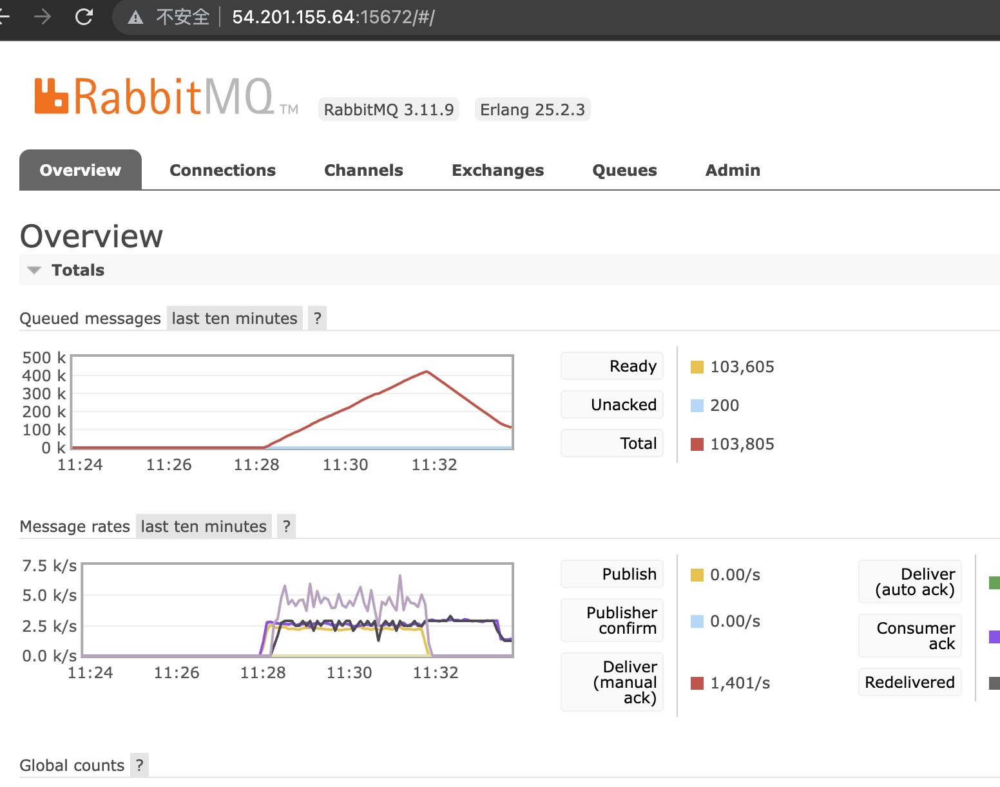 不安全 54.201.155.64:15672/#/
RabbitMQ TM RabbitMQ 3.11.9 Erlang 25.2.3
Overview Connections Channels Exchanges Queues Admin
Overview
Totals
Queued messages last ten minutes ?
500 k
400 k
300 k
200 k
100 k
0 k
11:24 11:26 11:28 11:30 11:32
Ready 103,605
Unacked 200
Total 103,805
Message rates last ten minutes ?
7.5 k/s
5.0 k/s
2.5 k/s
0.0 k/s
11:24 11:26 11:28 11:30 11:32
Publish 0.00/s
Publisher
confirm 0.00/s
Deliver
(manual
ack) 1,401/s
Deliver
(auto ack)
Consumer
ack
Redelivered
Global counts ?